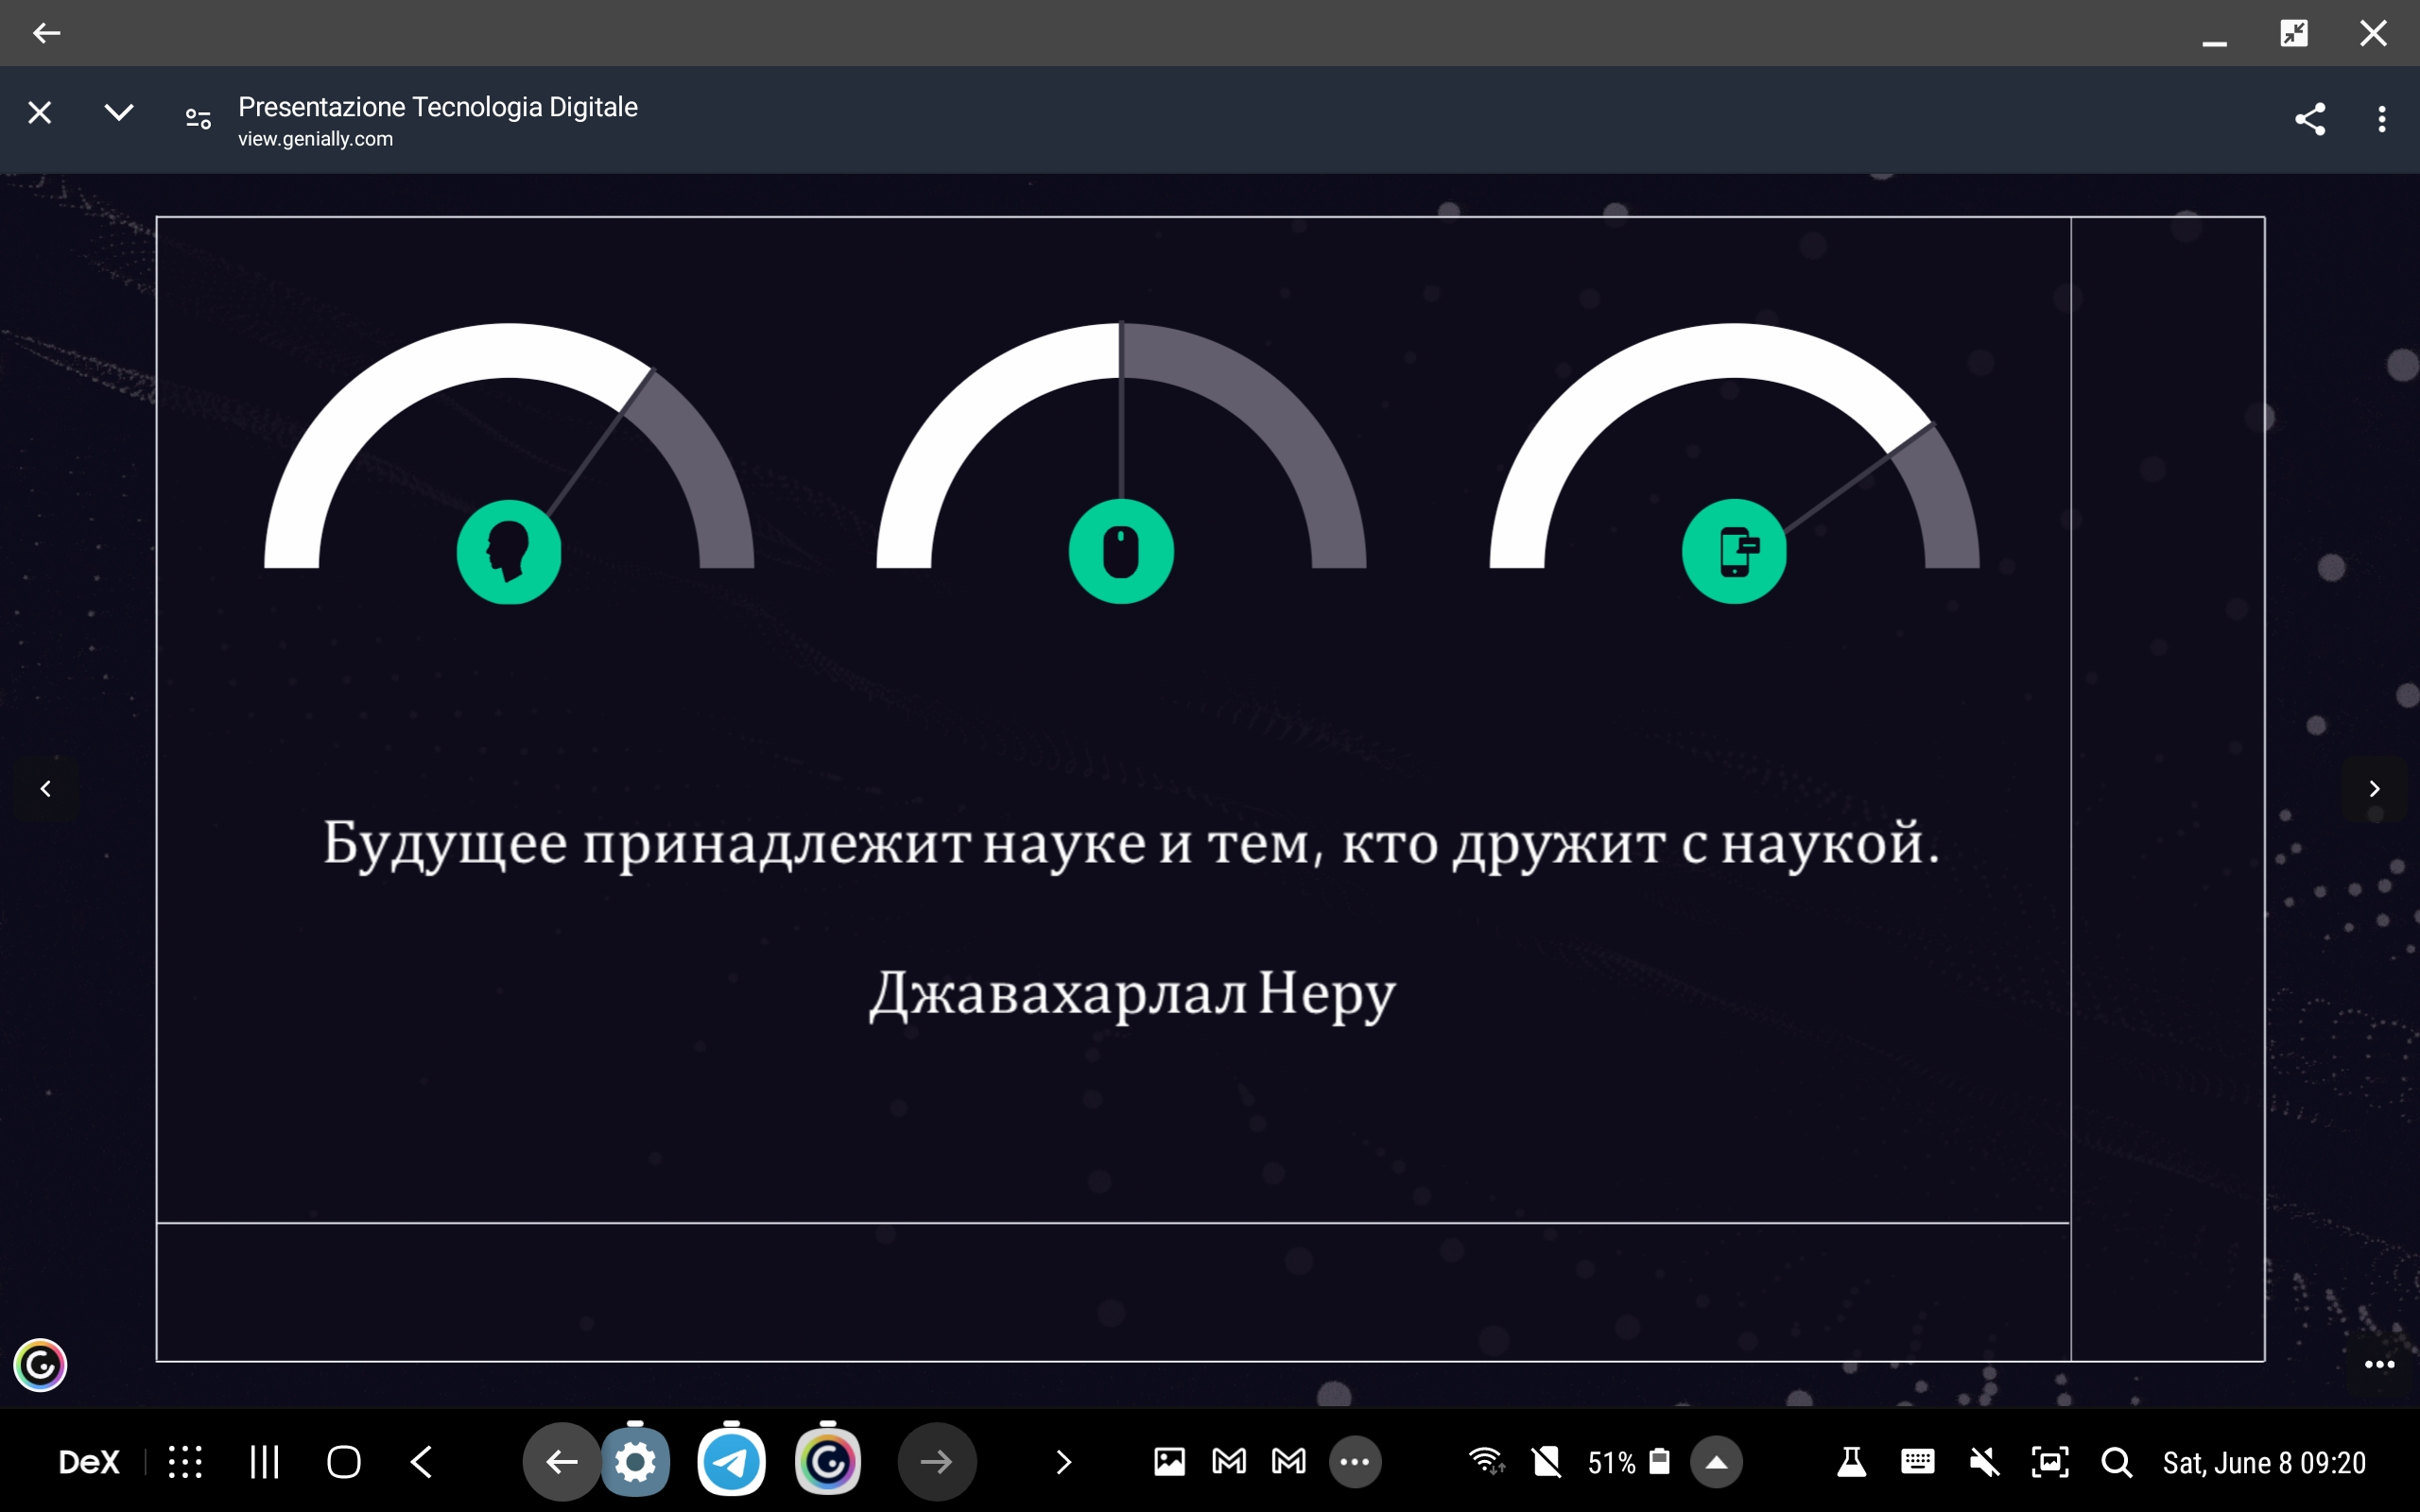 Presentazione Tecnologia Digitale
view.genially.com
Будущее принадлежит науке и тем, кто дружит с наукой.
Джавахарлал Неру
DeX
51%
Sat, June 8 09:20